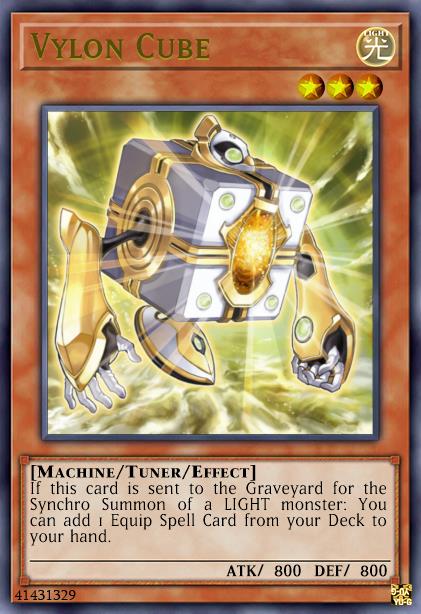 Vylon Cube
LIGHT
光
[Machine/Tuner/Effect]
If this card is sent to the Graveyard for the
Synchro Summon of a LIGHT monster: You
can add 1 Equip Spell Card from your Deck to
your hand.
ATK/ 800 DEF/ 800
41431329